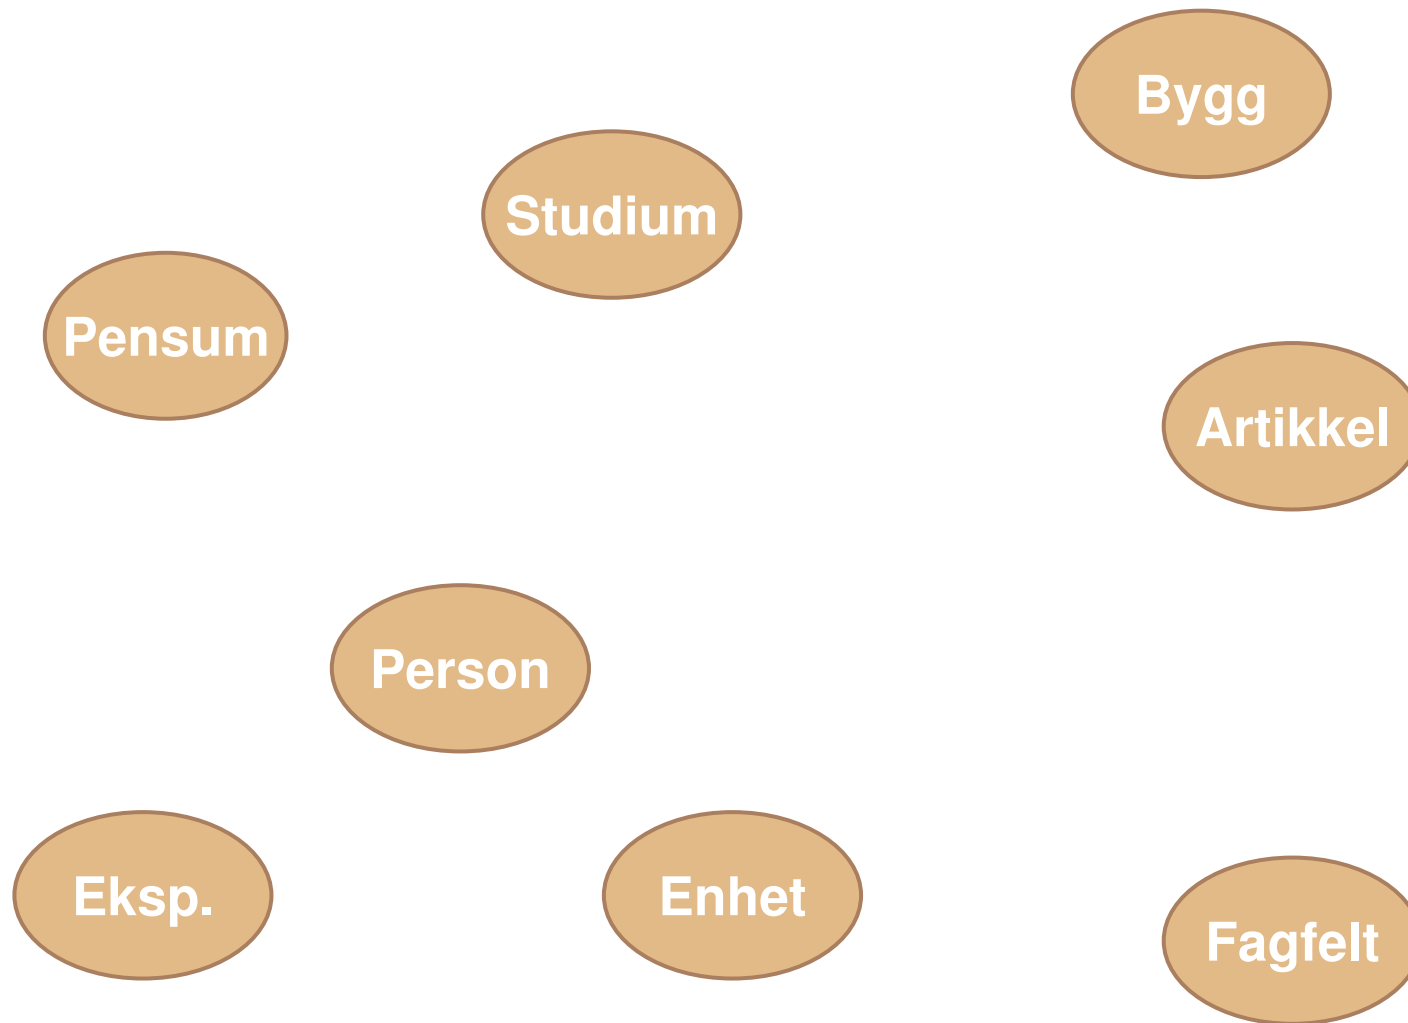 Bygg
Studium
Pensum
Artikkel
Person
Eksp.
Enhet
Fagfelt